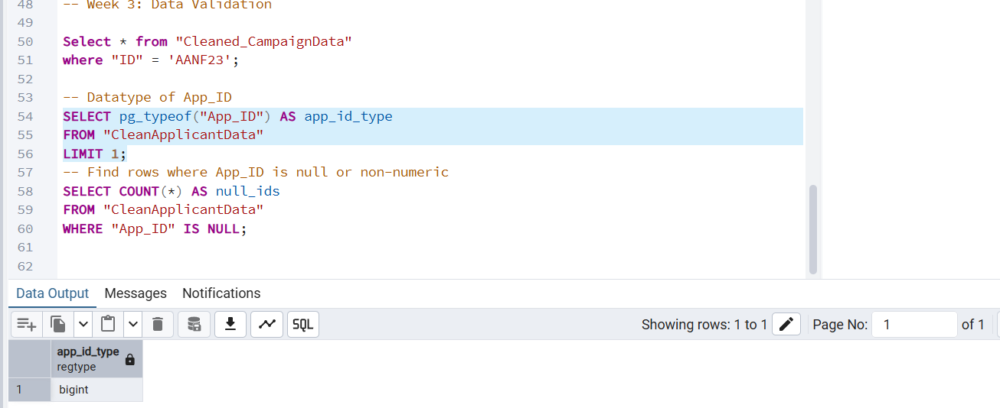 48 -- Week 3: Data Validation
49
50 Select * from "Cleaned_CampaignData"
51 where "ID" = 'AANF23';
52
53 -- Datatype of App_ID
54 SELECT pg_typeof("App_ID") AS app_id_type
55 FROM "CleanApplicantData"
56 LIMIT 1;
57 -- Find rows where App_ID is null or non-numeric
58 SELECT COUNT(*) AS null_ids
59 FROM "CleanApplicantData"
60 WHERE "App_ID" IS NULL;
61
62
Data Output Messages Notifications
SQL Showing rows: 1 to 1 Page No: 1 of 1
app_id_type
regtype
1 bigint